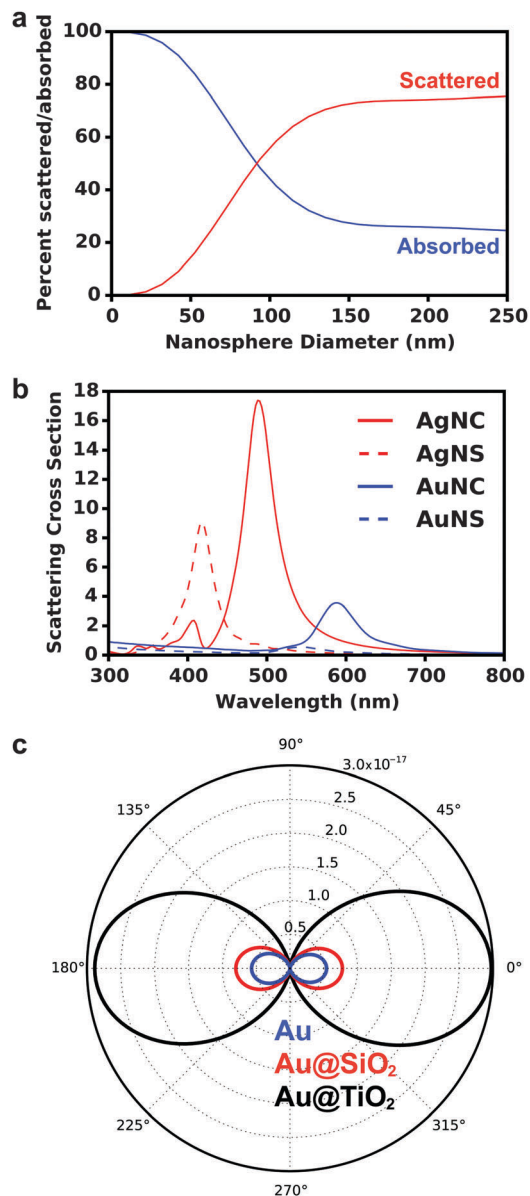 a
Percent scattered/absorbed
100
80
60
40
20
0
Scattered
Absorbed
0 50 100 150 200 250
Nanosphere Diameter (nm)
b
Scattering Cross Section
18
16
14
12
10
8
6
4
2
0
AgNC
AgNS
AuNC
AuNS
300 400 500 600 700 800
Wavelength (nm)
c
90°
3.0x10⁻¹⁷
135°
45°
2.5
2.0
1.5
1.0
0.5
180°
0°
Au
Au@SiO₂
Au@TiO₂
225°
315°
270°